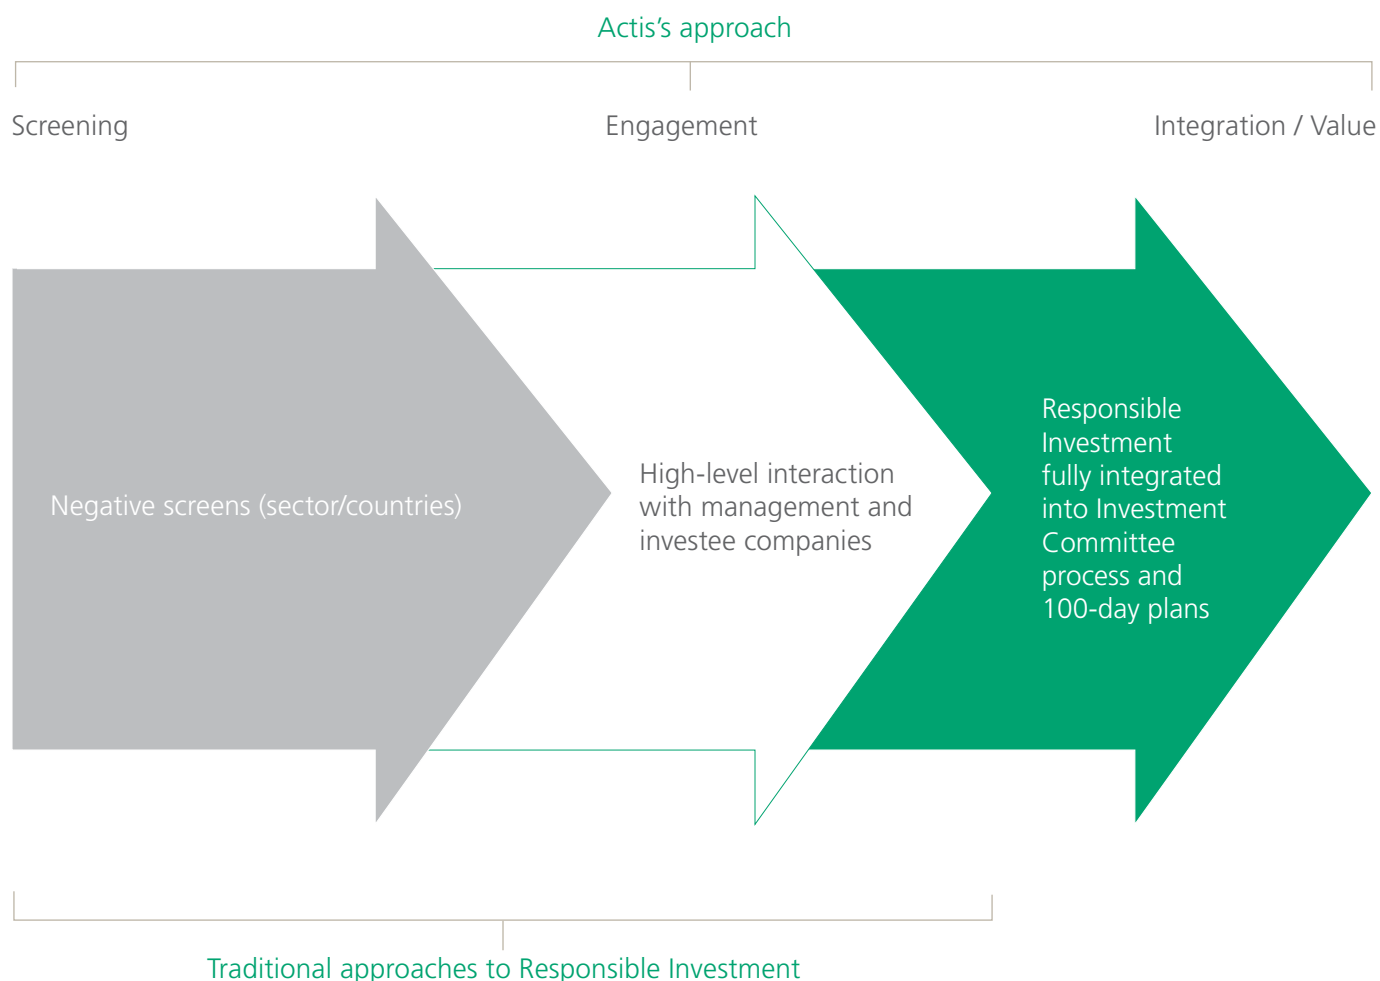 Actis’s approach
Screening
Engagement
Integration / Value
Negative screens (sector/countries)
High-level interaction
with management and
investee companies
Responsible
Investment
fully integrated
into Investment
Committee
process and
100-day plans
Traditional approaches to Responsible Investment